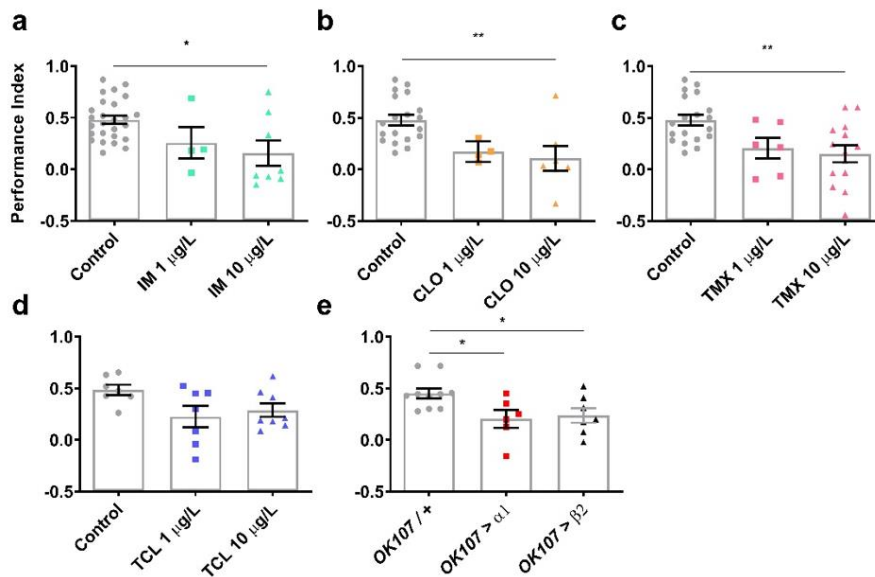 a
*
1.0
0.5
0.0
-0.5
Performance Index
Control
IM 1 μg/L
IM 10 μg/L
b
**
1.0
0.5
0.0
-0.5
Control
CLO 1 μg/L
CLO 10 μg/L
c
**
1.0
0.5
0.0
-0.5
Control
TMX 1 μg/L
TMX 10 μg/L
d
1.0
0.5
0.0
-0.5
Control
TCL 1 μg/L
TCL 10 μg/L
e
*
*
1.0
0.5
0.0
-0.5
OK107 /+
OK107 > α1
OK107 > β2